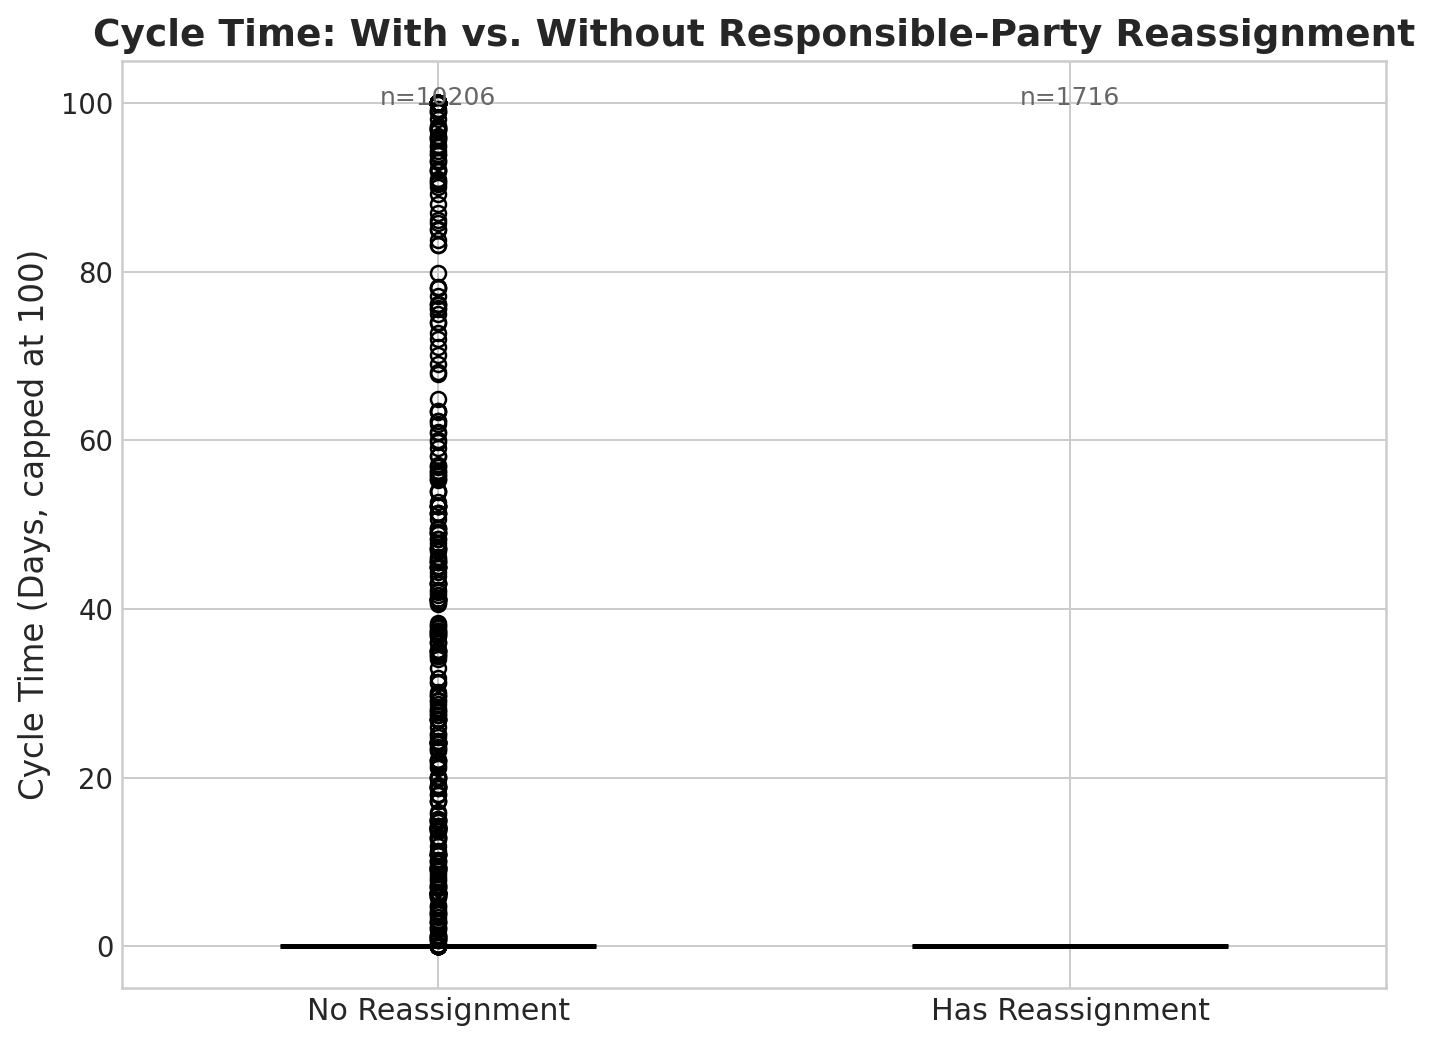 Cycle Time: With vs. Without Responsible-Party Reassignment
n=10206
n=1716
100
80
60
40
20
0
Cycle Time (Days, capped at 100)
No Reassignment
Has Reassignment